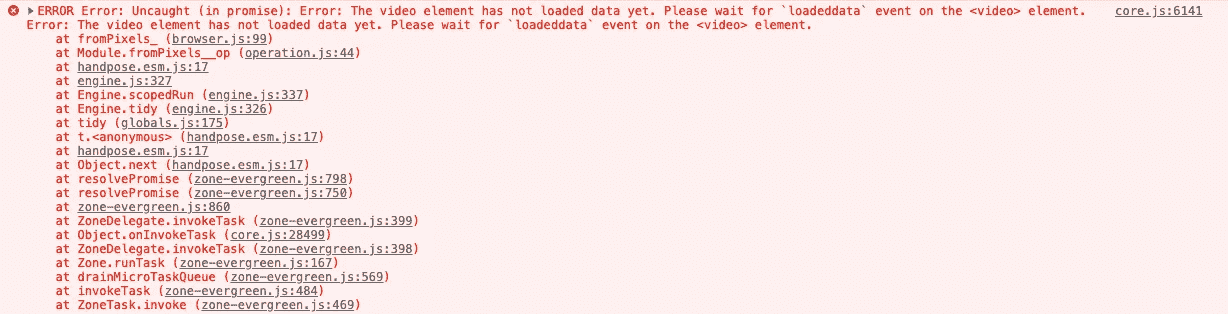 ERROR Error: Uncaught (in promise): Error: The video element has not loaded data yet. Please wait for `loadeddata` event on the <video> element. core.js:6141
Error: The video element has not loaded data yet. Please wait for `loadeddata` event on the <video> element.
at fromPixels_ (browser.js:99)
at Module.fromPixels__op (operation.js:44)
at handpose.esm.js:17
at engine.js:327
at Engine.scopedRun (engine.js:337)
at Engine.tidy (engine.js:326)
at tidy (globals.js:175)
at t.<anonymous> (handpose.esm.js:17)
at handpose.esm.js:17
at Object.next (handpose.esm.js:17)
at resolvePromise (zone-evergreen.js:798)
at resolvePromise (zone-evergreen.js:750)
at zone-evergreen.js:860
at ZoneDelegate.invokeTask (zone-evergreen.js:399)
at Object.onInvokeTask (core.js:28499)
at ZoneDelegate.invokeTask (zone-evergreen.js:398)
at Zone.runTask (zone-evergreen.js:167)
at drainMicroTaskQueue (zone-evergreen.js:569)
at invokeTask (zone-evergreen.js:484)
at ZoneTask.invoke (zone-evergreen.js:469)